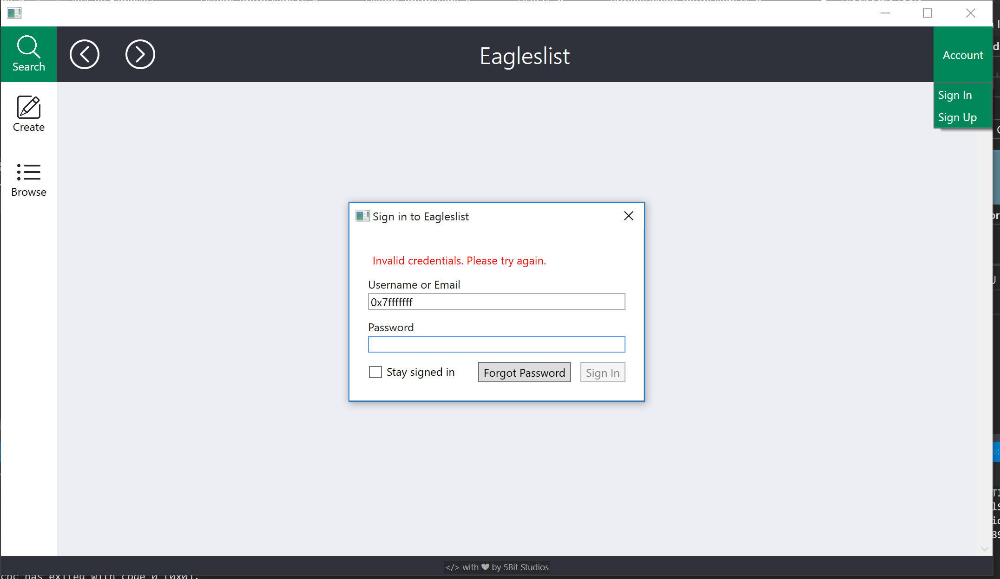 Search
Eagleslist
Account
Sign In
Sign Up
Create
Browse
Sign in to Eagleslist
Invalid credentials. Please try again.
Username or Email
0x7fffffff
Password
Stay signed in
Forgot Password
Sign In
</> with ♥ by 5Bit Studios
has exited with code 0 (0x0).